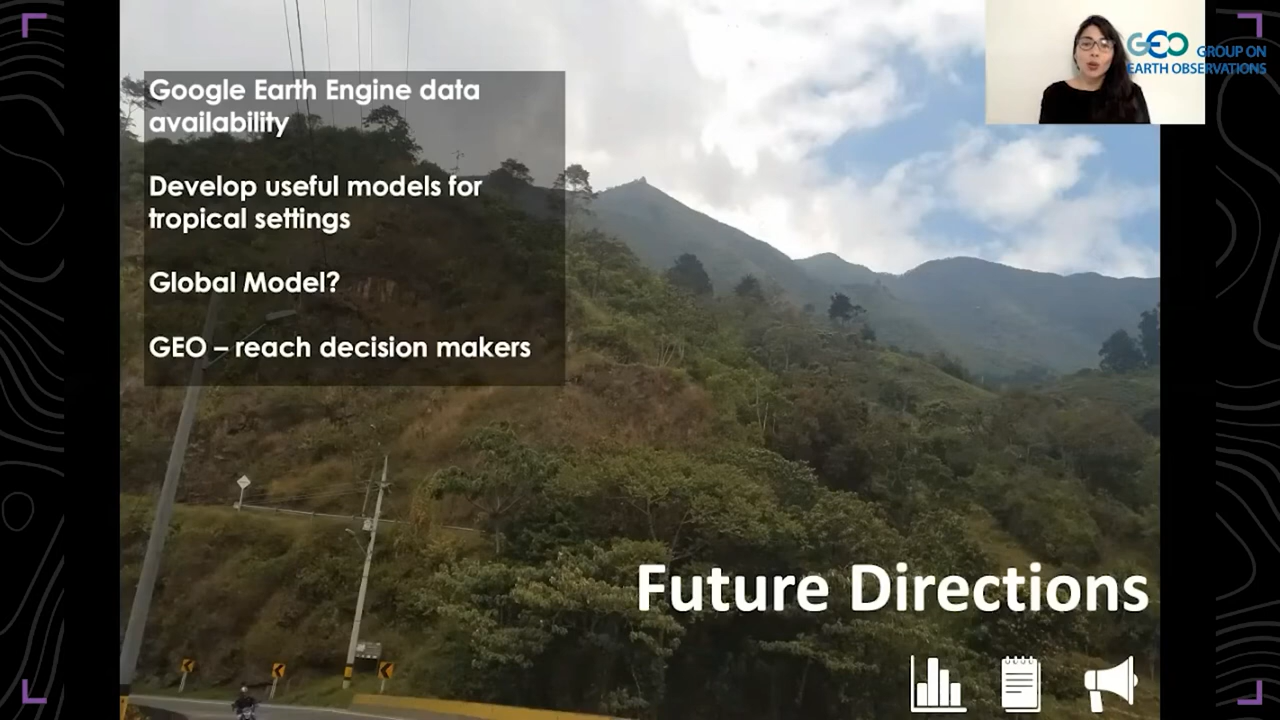 Google Earth Engine data
availability
Develop useful models for
tropical settings
Global Model?
GEO – reach decision makers
GEO GROUP ON
EARTH OBSERVATIONS
Future Directions